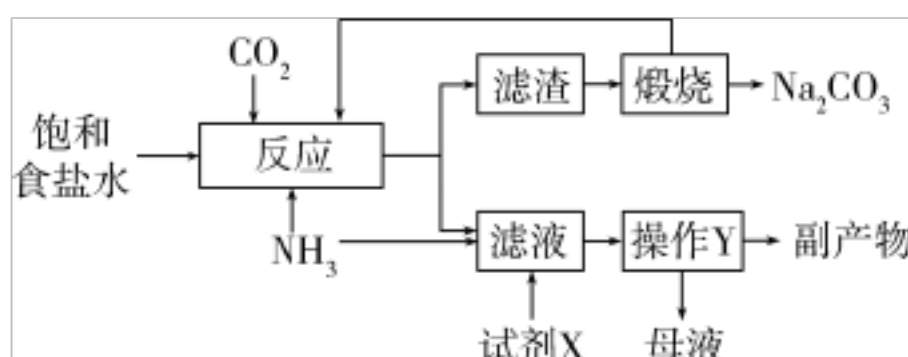 CO₂
饱和
食盐水
反应
滤渣
煅烧
Na₂CO₃
NH₃
滤液
操作Y
副产物
试剂X
母液